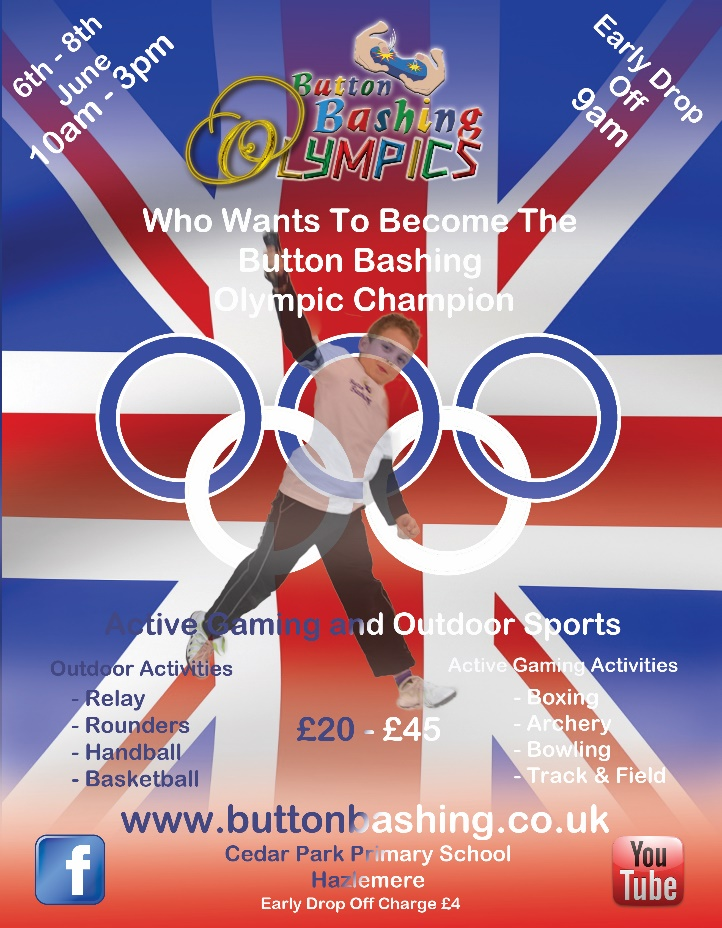 6th - 8th
June
10am - 3pm
Early Drop
Off
9am
Button
Bashing
OLYMPICS
Who Wants To Become The
Button Bashing
Olympic Champion
Active Gaming and Outdoor Sports
Outdoor Activities
- Relay
- Rounders
- Handball
- Basketball
£20 - £45
Active Gaming Activities
- Boxing
- Archery
- Bowling
- Track & Field
www.buttonbashing.co.uk
Cedar Park Primary School
Hazlemere
Early Drop Off Charge £4
f
You
Tube